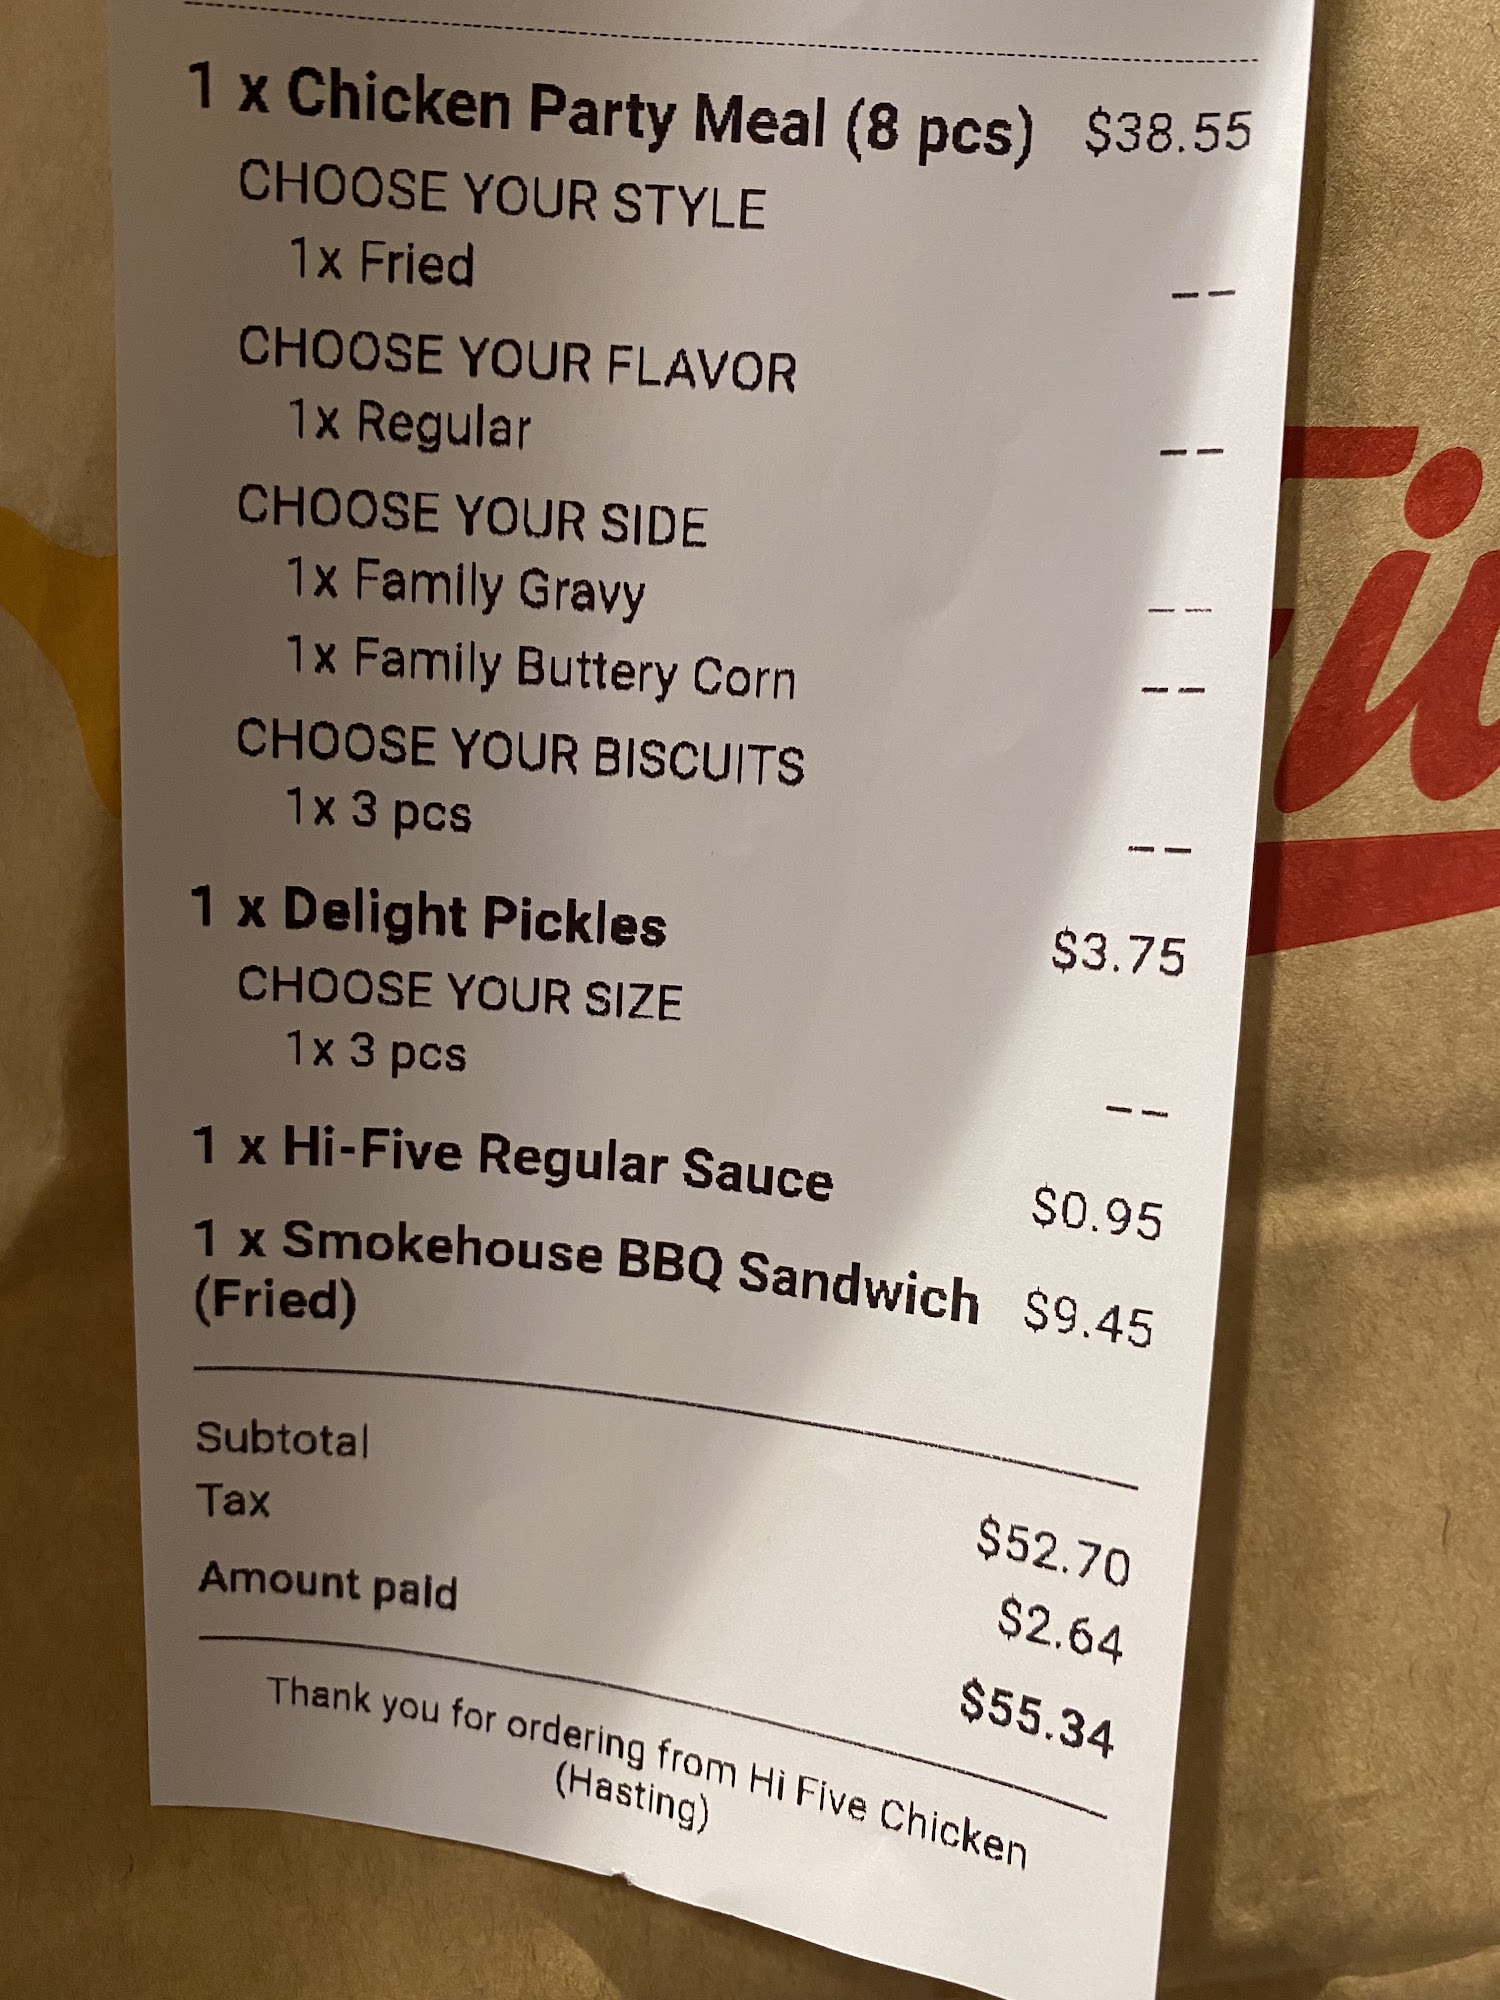 1 x Chicken Party Meal (8 pcs) $38.55
CHOOSE YOUR STYLE
1x Fried --
CHOOSE YOUR FLAVOR
1x Regular --
CHOOSE YOUR SIDE
1x Family Gravy --
1x Family Buttery Corn --
CHOOSE YOUR BISCUITS
1x 3 pcs --
1 x Delight Pickles $3.75
CHOOSE YOUR SIZE
1x 3 pcs --
1 x Hi-Five Regular Sauce $0.95
1 x Smokehouse BBQ Sandwich $9.45
(Fried)
Subtotal $52.70
Tax $2.64
Amount paid $55.34
Thank you for ordering from Hi Five Chicken
(Hasting)